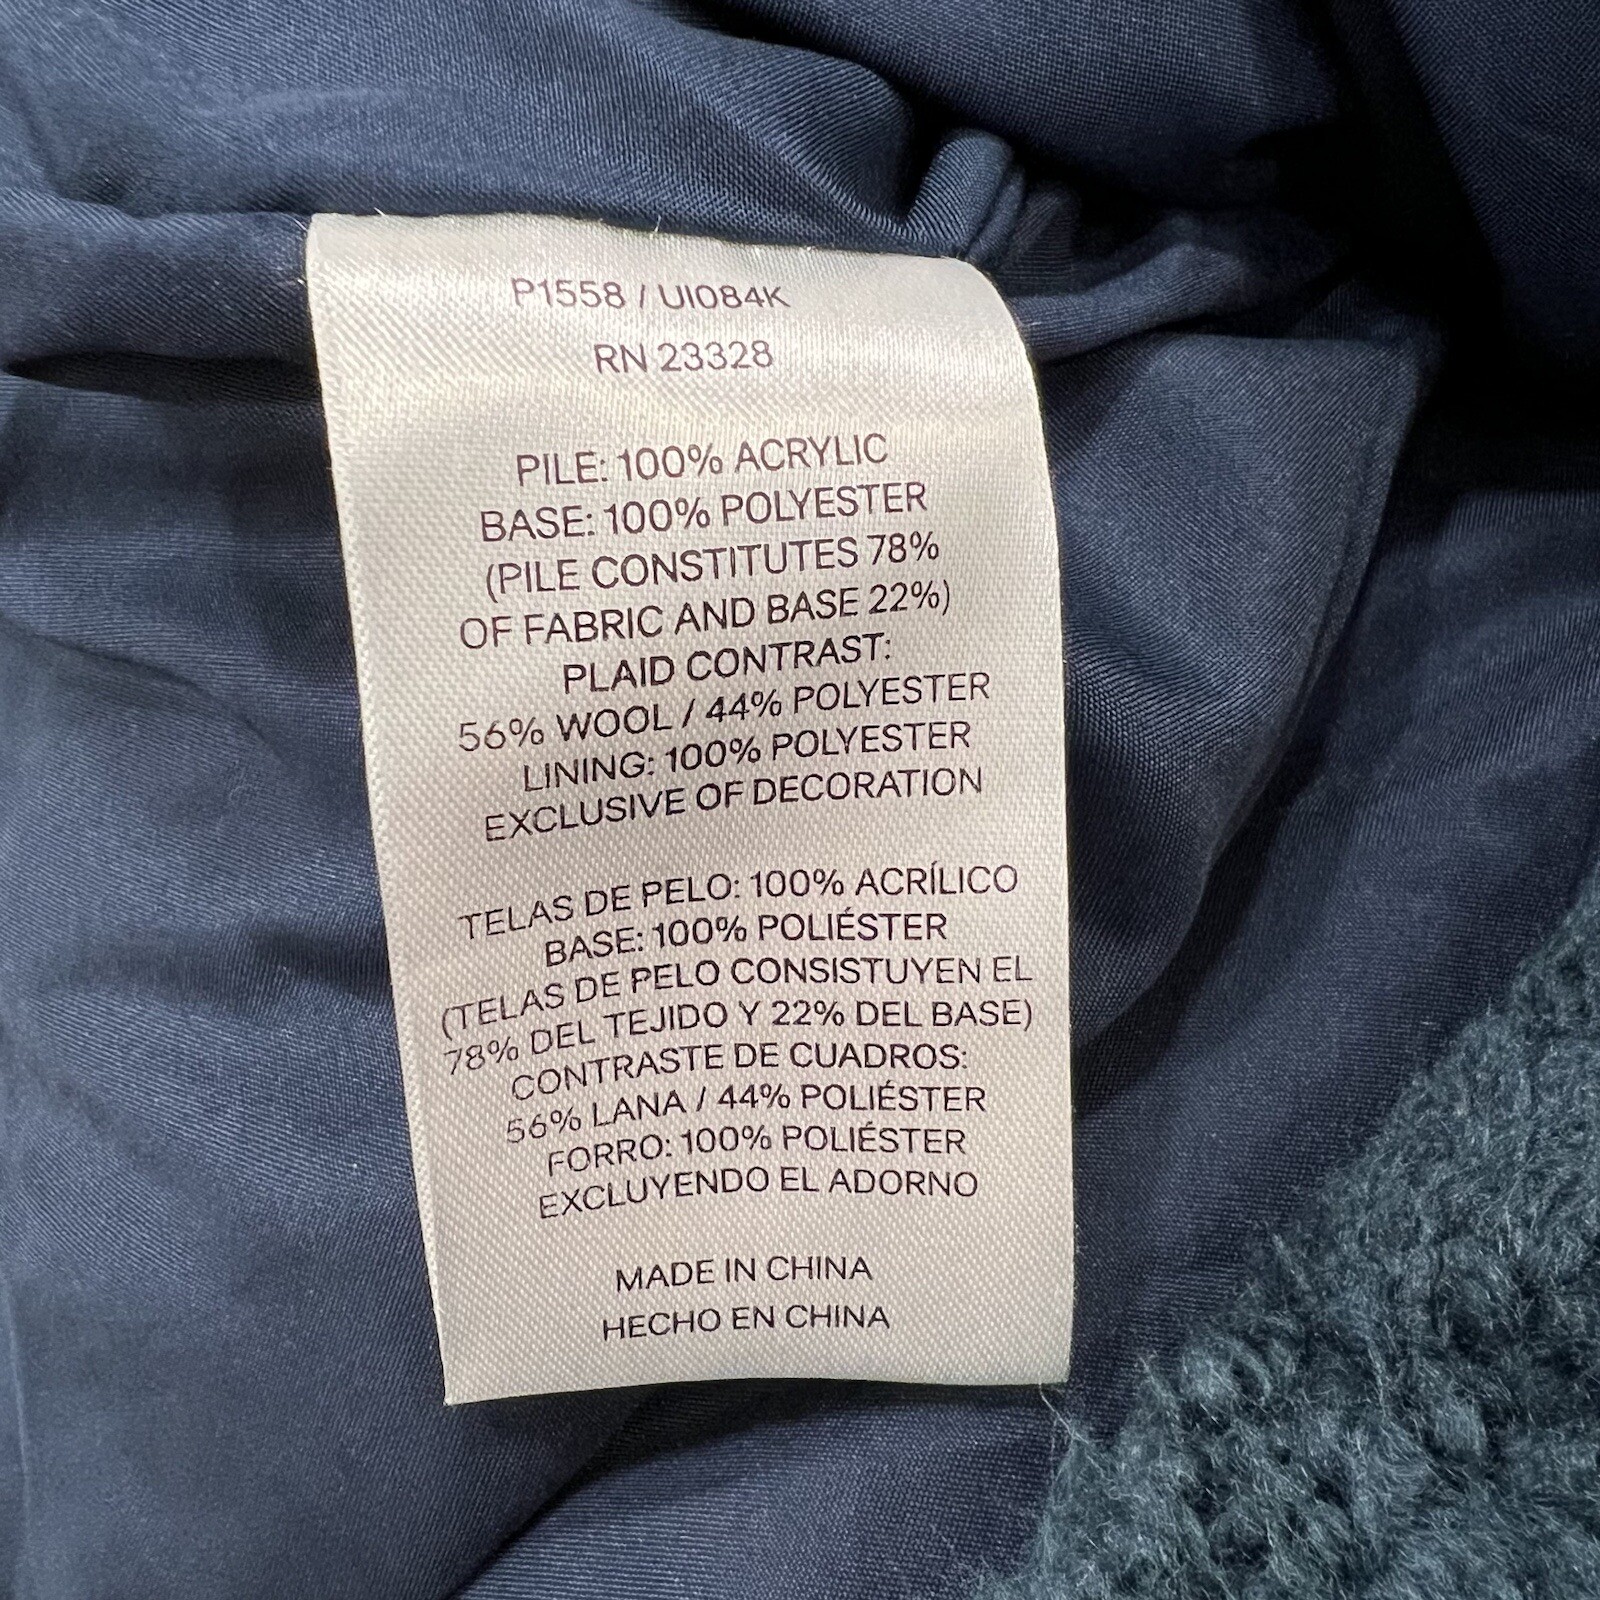 P1558 / UI084K
RN 23328
PILE: 100% ACRYLIC
BASE: 100% POLYESTER
(PILE CONSTITUTES 78%
OF FABRIC AND BASE 22%)
PLAID CONTRAST:
56% WOOL / 44% POLYESTER
LINING: 100% POLYESTER
EXCLUSIVE OF DECORATION
TELAS DE PELO: 100% ACRÍLICO
BASE: 100% POLIÉSTER
(TELAS DE PELO CONSISTUYEN EL
78% DEL TEJIDO Y 22% DEL BASE)
CONTRASTE DE CUADROS:
56% LANA / 44% POLIÉSTER
FORRO: 100% POLIÉSTER
EXCLUYENDO EL ADORNO
MADE IN CHINA
HECHO EN CHINA